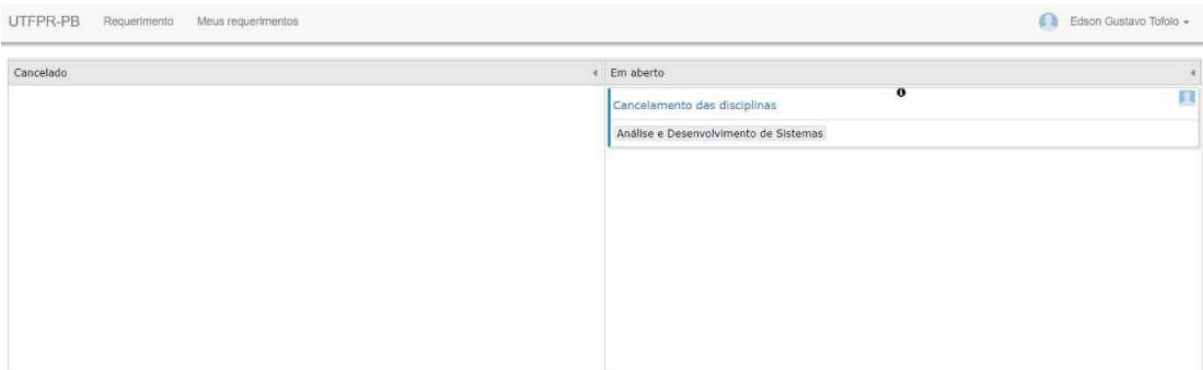 UTFPR-PB Requerimento Meus requerimentos Edson Gustavo Tofolo
Cancelado
Em aberto
Cancelamento das disciplinas
Análise e Desenvolvimento de Sistemas